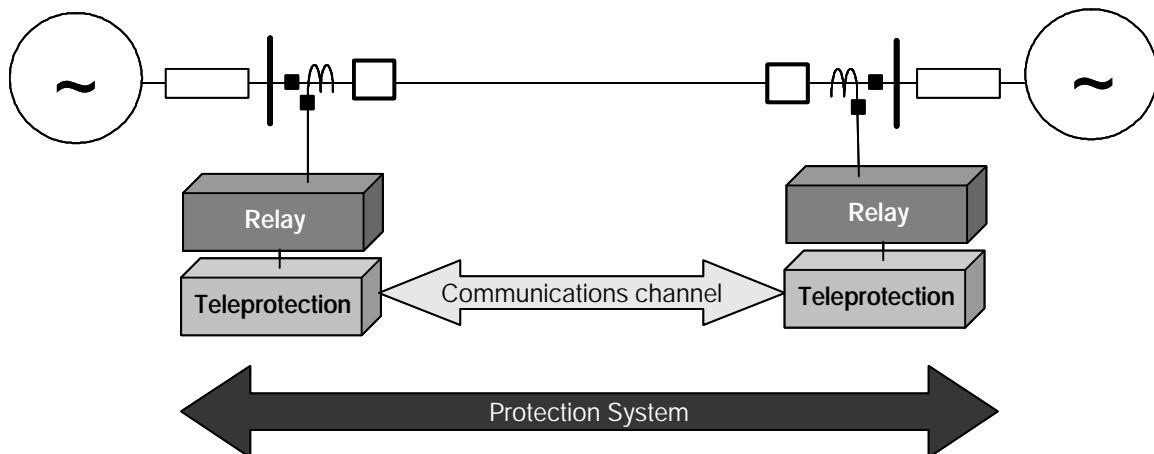 ~
~
Relay
Relay
Teleprotection
Communications channel
Teleprotection
Protection System